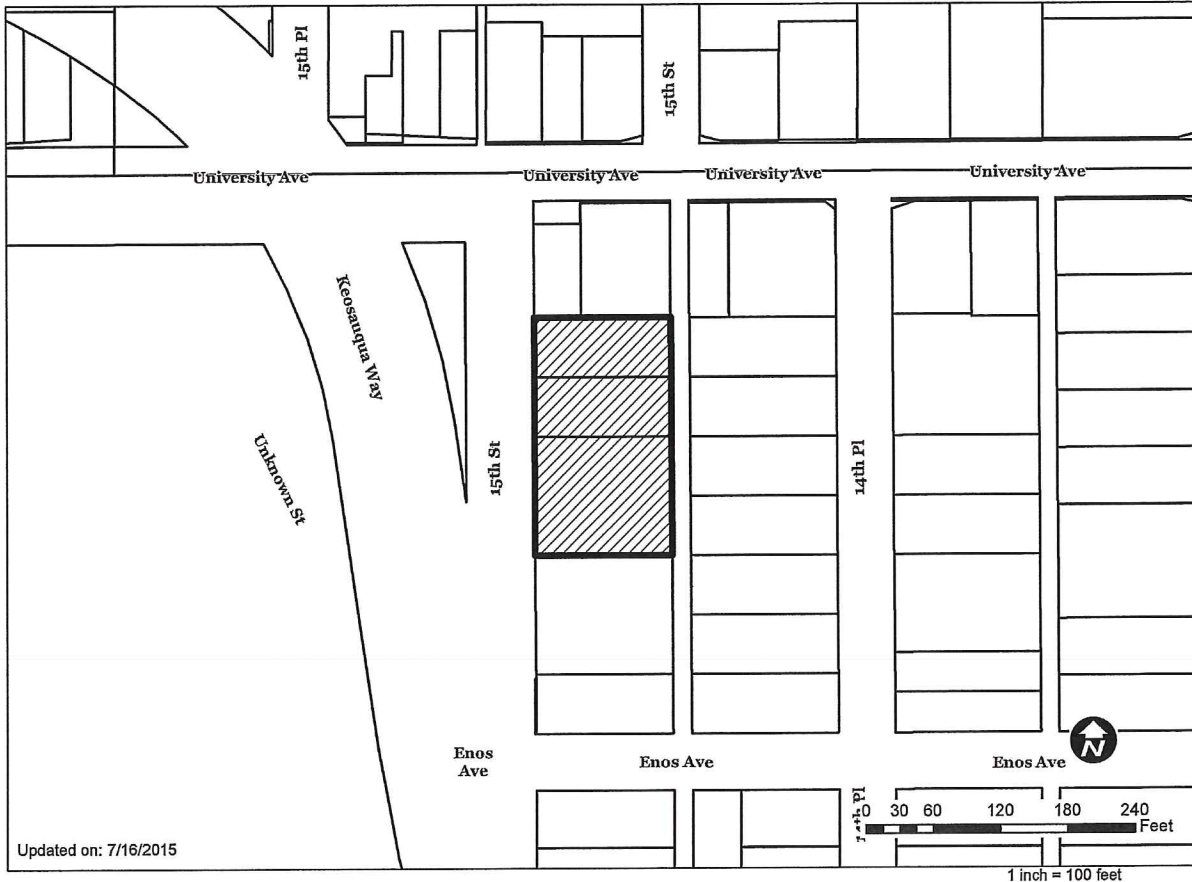 15th Pl
15th St
University Ave
University Ave
University Ave
University Ave
Keosauqua Way
Unknown St
15th St
14th Pl
Enos
Ave
Enos Ave
Enos Ave
N
14th Pl
0 30 60 120 180 240
Feet
Updated on: 7/16/2015
1 inch = 100 feet